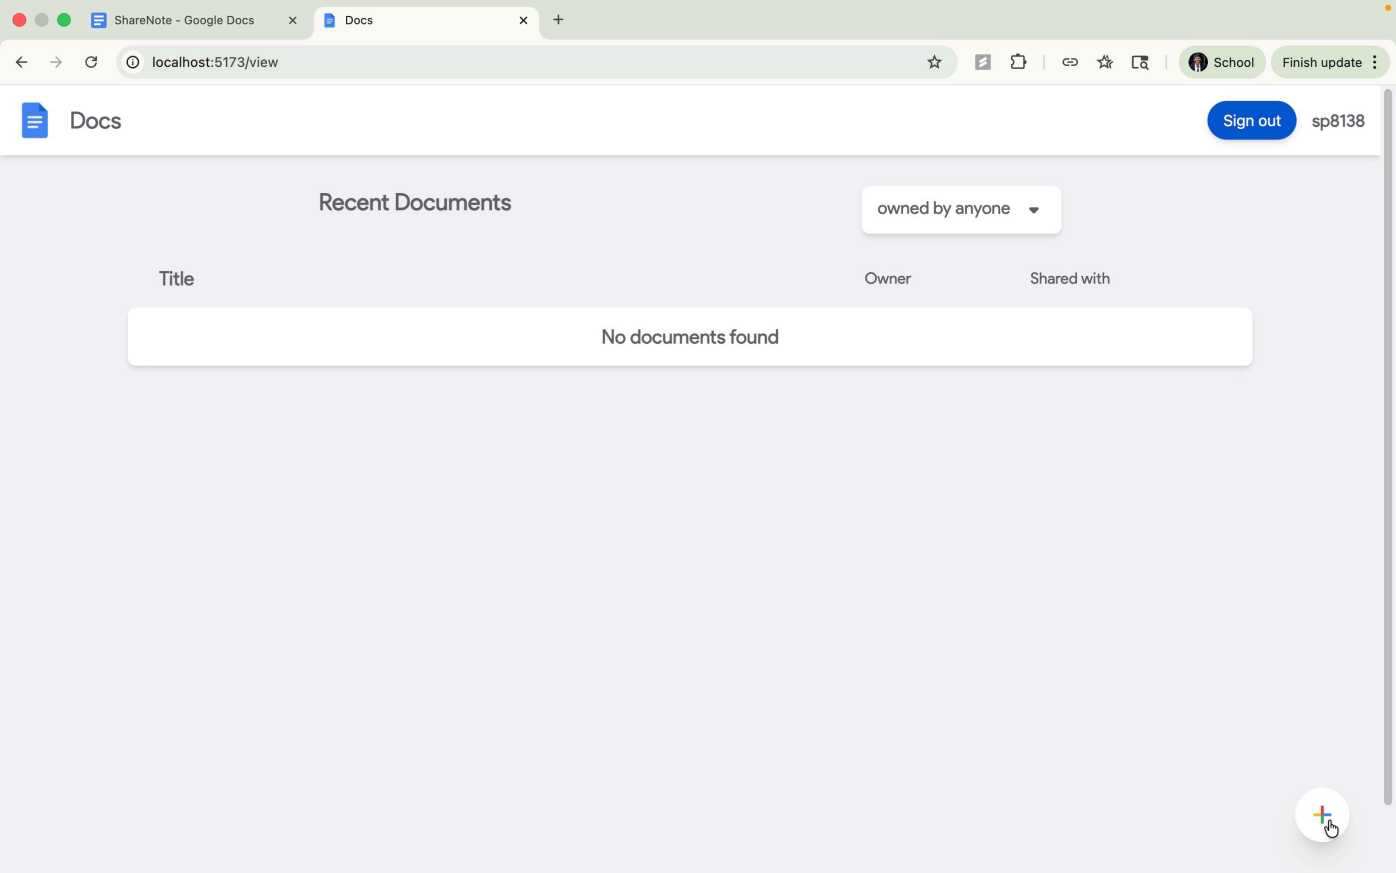 ShareNote - Google Docs
Docs
localhost:5173/view
School
Finish update
Docs
Sign out
sp8138
Recent Documents
owned by anyone
Title
Owner
Shared with
No documents found